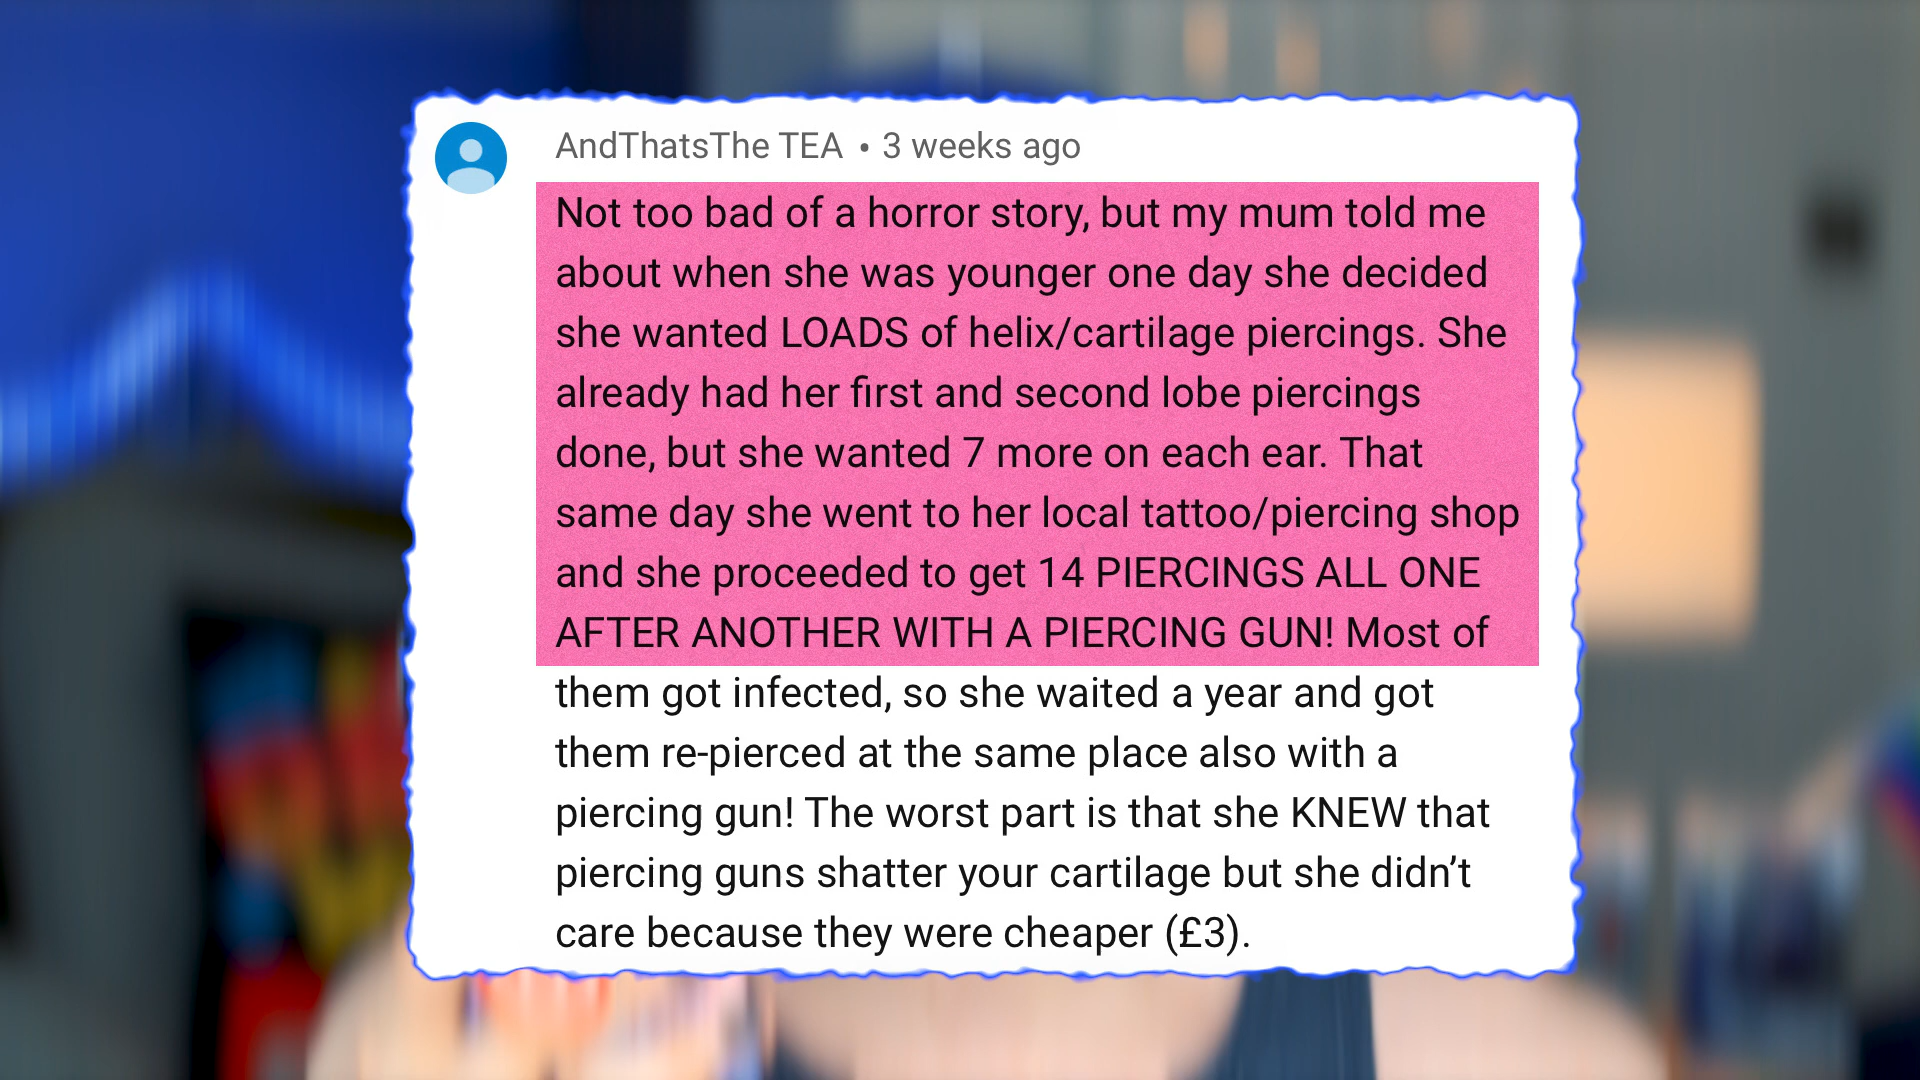 AndThatsThe TEA • 3 weeks ago
Not too bad of a horror story, but my mum told me
about when she was younger one day she decided
she wanted LOADS of helix/cartilage piercings. She
already had her first and second lobe piercings
done, but she wanted 7 more on each ear. That
same day she went to her local tattoo/piercing shop
and she proceeded to get 14 PIERCINGS ALL ONE
AFTER ANOTHER WITH A PIERCING GUN! Most of
them got infected, so she waited a year and got
them re-pierced at the same place also with a
piercing gun! The worst part is that she KNEW that
piercing guns shatter your cartilage but she didn’t
care because they were cheaper (£3).